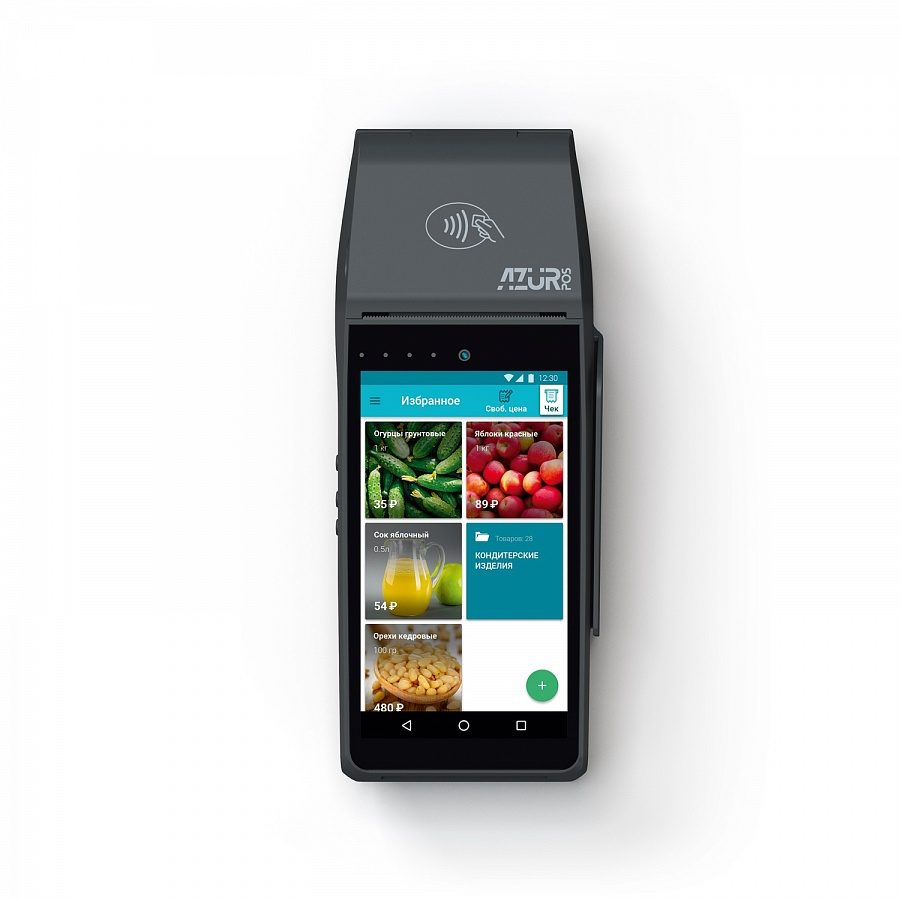 AZUR POS
12:30
Избранное
Своб. цена
Чек
Огурцы грунтовые
1 кг
35 ₽
Яблоки красные
1 кг
89 ₽
Сок яблочный
0.5л
54 ₽
Товаров: 28
КОНДИТЕРСКИЕ
ИЗДЕЛИЯ
Орехи кедровые
100 гр
480 ₽